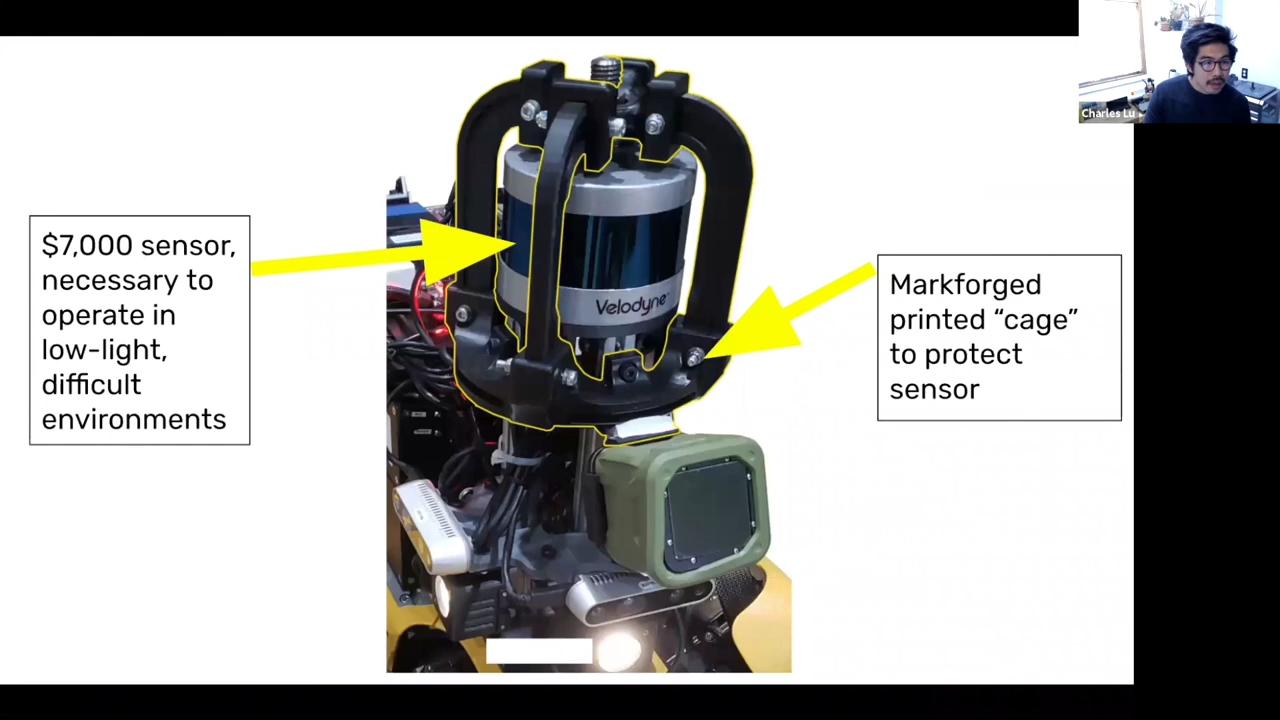 Charles Lu
$7,000 sensor,
necessary to
operate in
low-light,
difficult
environments
Velodyne
Markforged
printed “cage”
to protect
sensor